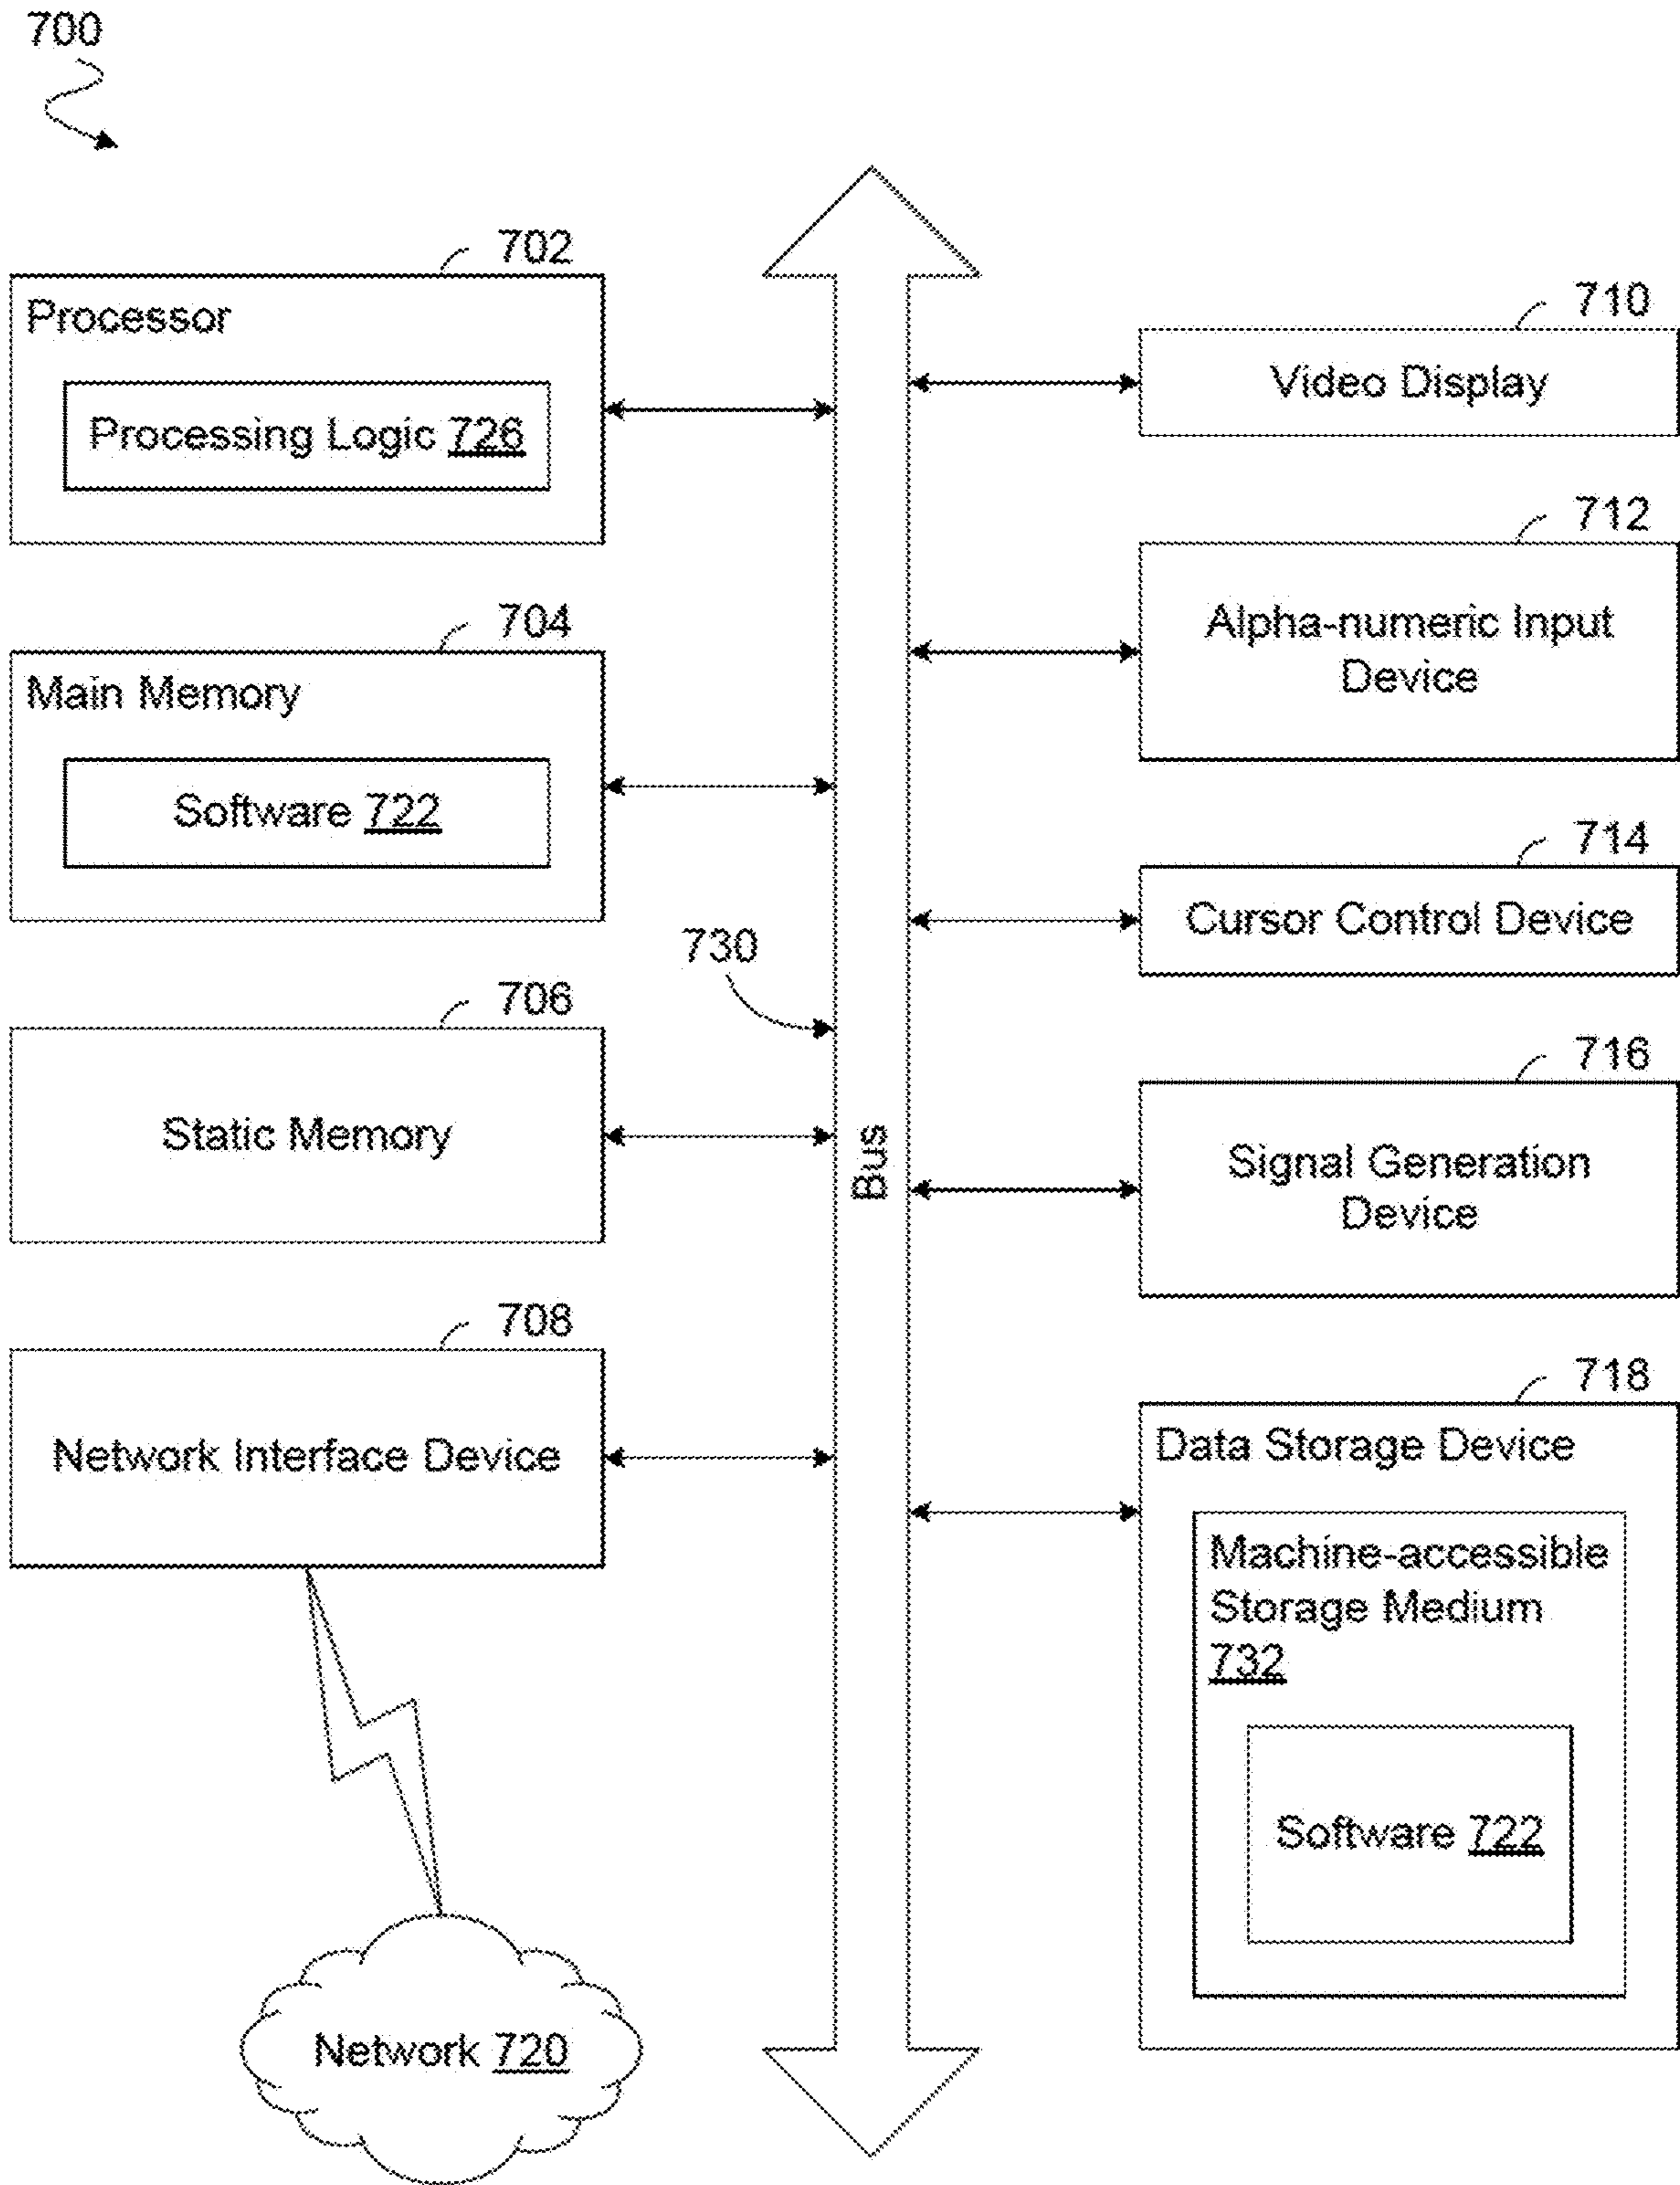 700
702
Processor
Processing Logic 726
704
Main Memory
Software 722
706
Static Memory
708
Network Interface Device
Network 720
730
Bus
710
Video Display
712
Alpha-numeric Input
Device
714
Cursor Control Device
716
Signal Generation
Device
718
Data Storage Device
Machine-accessible
Storage Medium
732
Software 722